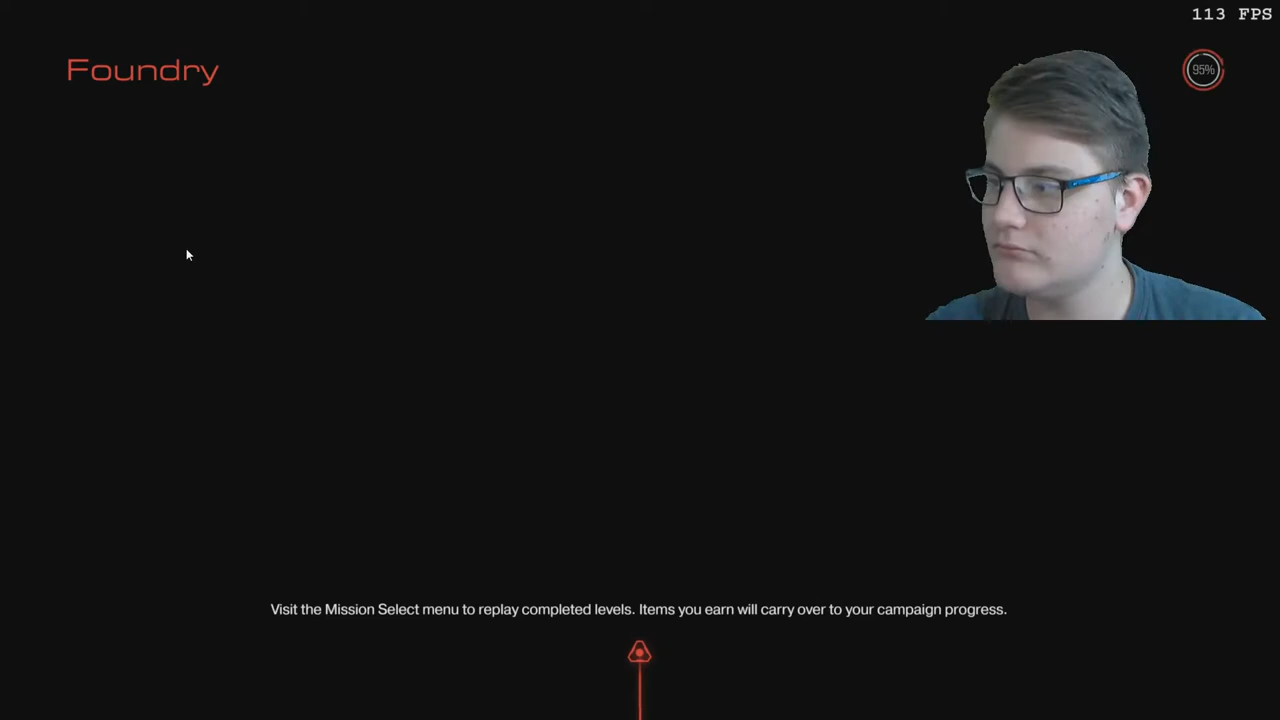 113 FPS
Foundry
95%
Visit the Mission Select menu to replay completed levels. Items you earn will carry over to your campaign progress.